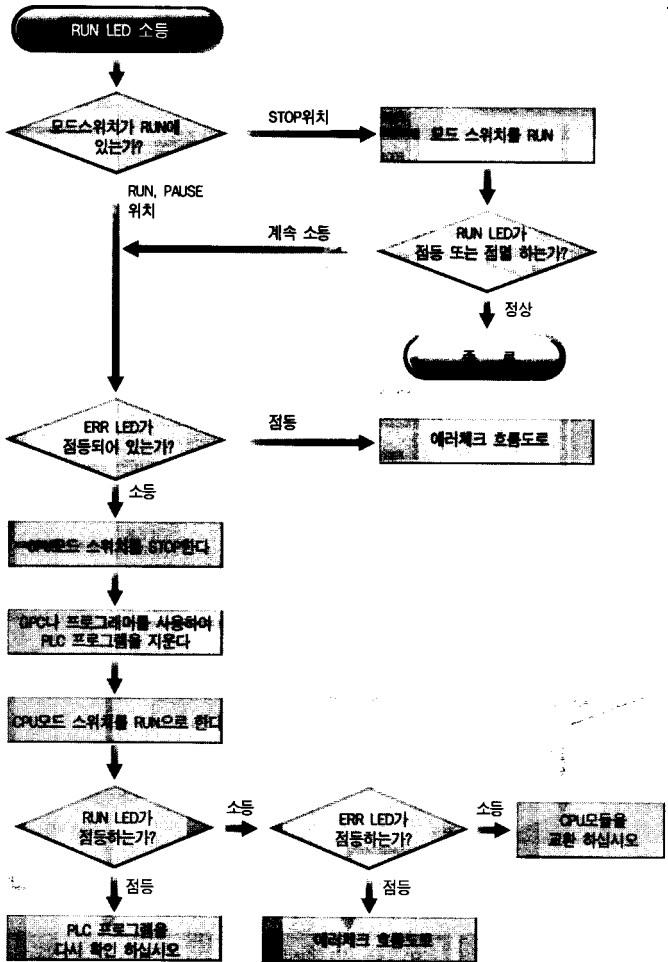 RUN LED 소등
모드스위치가 RUN에
있는가?
STOP위치
모드 스위치를 RUN
RUN, PAUSE
위치
계속 소등
RUN LED가
점등 또는 점멸 하는가?
정상
종 료
ERR LED가
점등되어 있는가?
점등
에러체크 흐름도로
소등
CPU모드 스위치를 STOP한다
GPC나 프로그래머를 사용하여
PLC 프로그램을 지운다
CPU모드 스위치를 RUN으로 한다
RUN LED가
점등하는가?
소등
ERR LED가
점등하는가?
소등
CPU모듈을
교환 하십시오
점등
점등
PLC 프로그램을
다시 확인 하십시오
에러체크 흐름도로